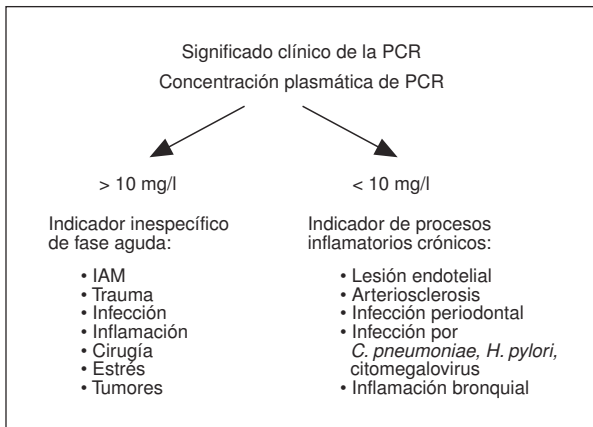 Significado clínico de la PCR
Concentración plasmática de PCR
> 10 mg/l
Indicador inespecífico
de fase aguda:
• IAM
• Trauma
• Infección
• Inflamación
• Cirugía
• Estrés
• Tumores
< 10 mg/l
Indicador de procesos
inflamatorios crónicos:
• Lesión endotelial
• Arteriosclerosis
• Infección periodontal
• Infección por
C. pneumoniae, H. pylori,
citomegalovirus
• Inflamación bronquial